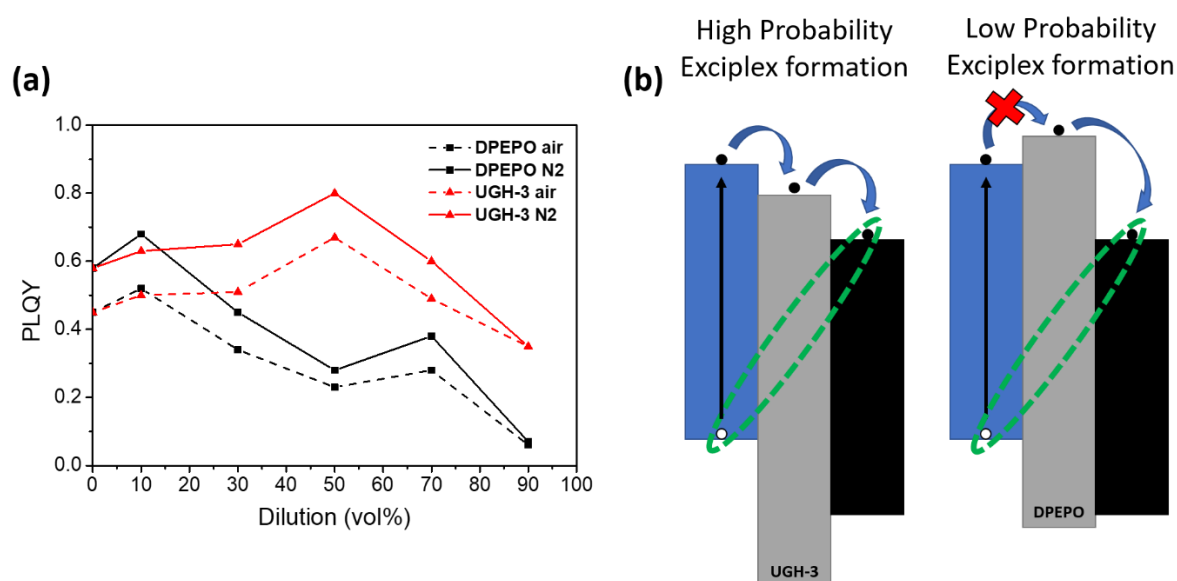 (a)
1.0
0.8
0.6
0.4
0.2
0.0
PLQY
0 10 20 30 40 50 60 70 80 90 100
Dilution (vol%)
DPEPO air
DPEPO N2
UGH-3 air
UGH-3 N2
(b)
High Probability
Exciplex formation
UGH-3
Low Probability
Exciplex formation
DPEPO